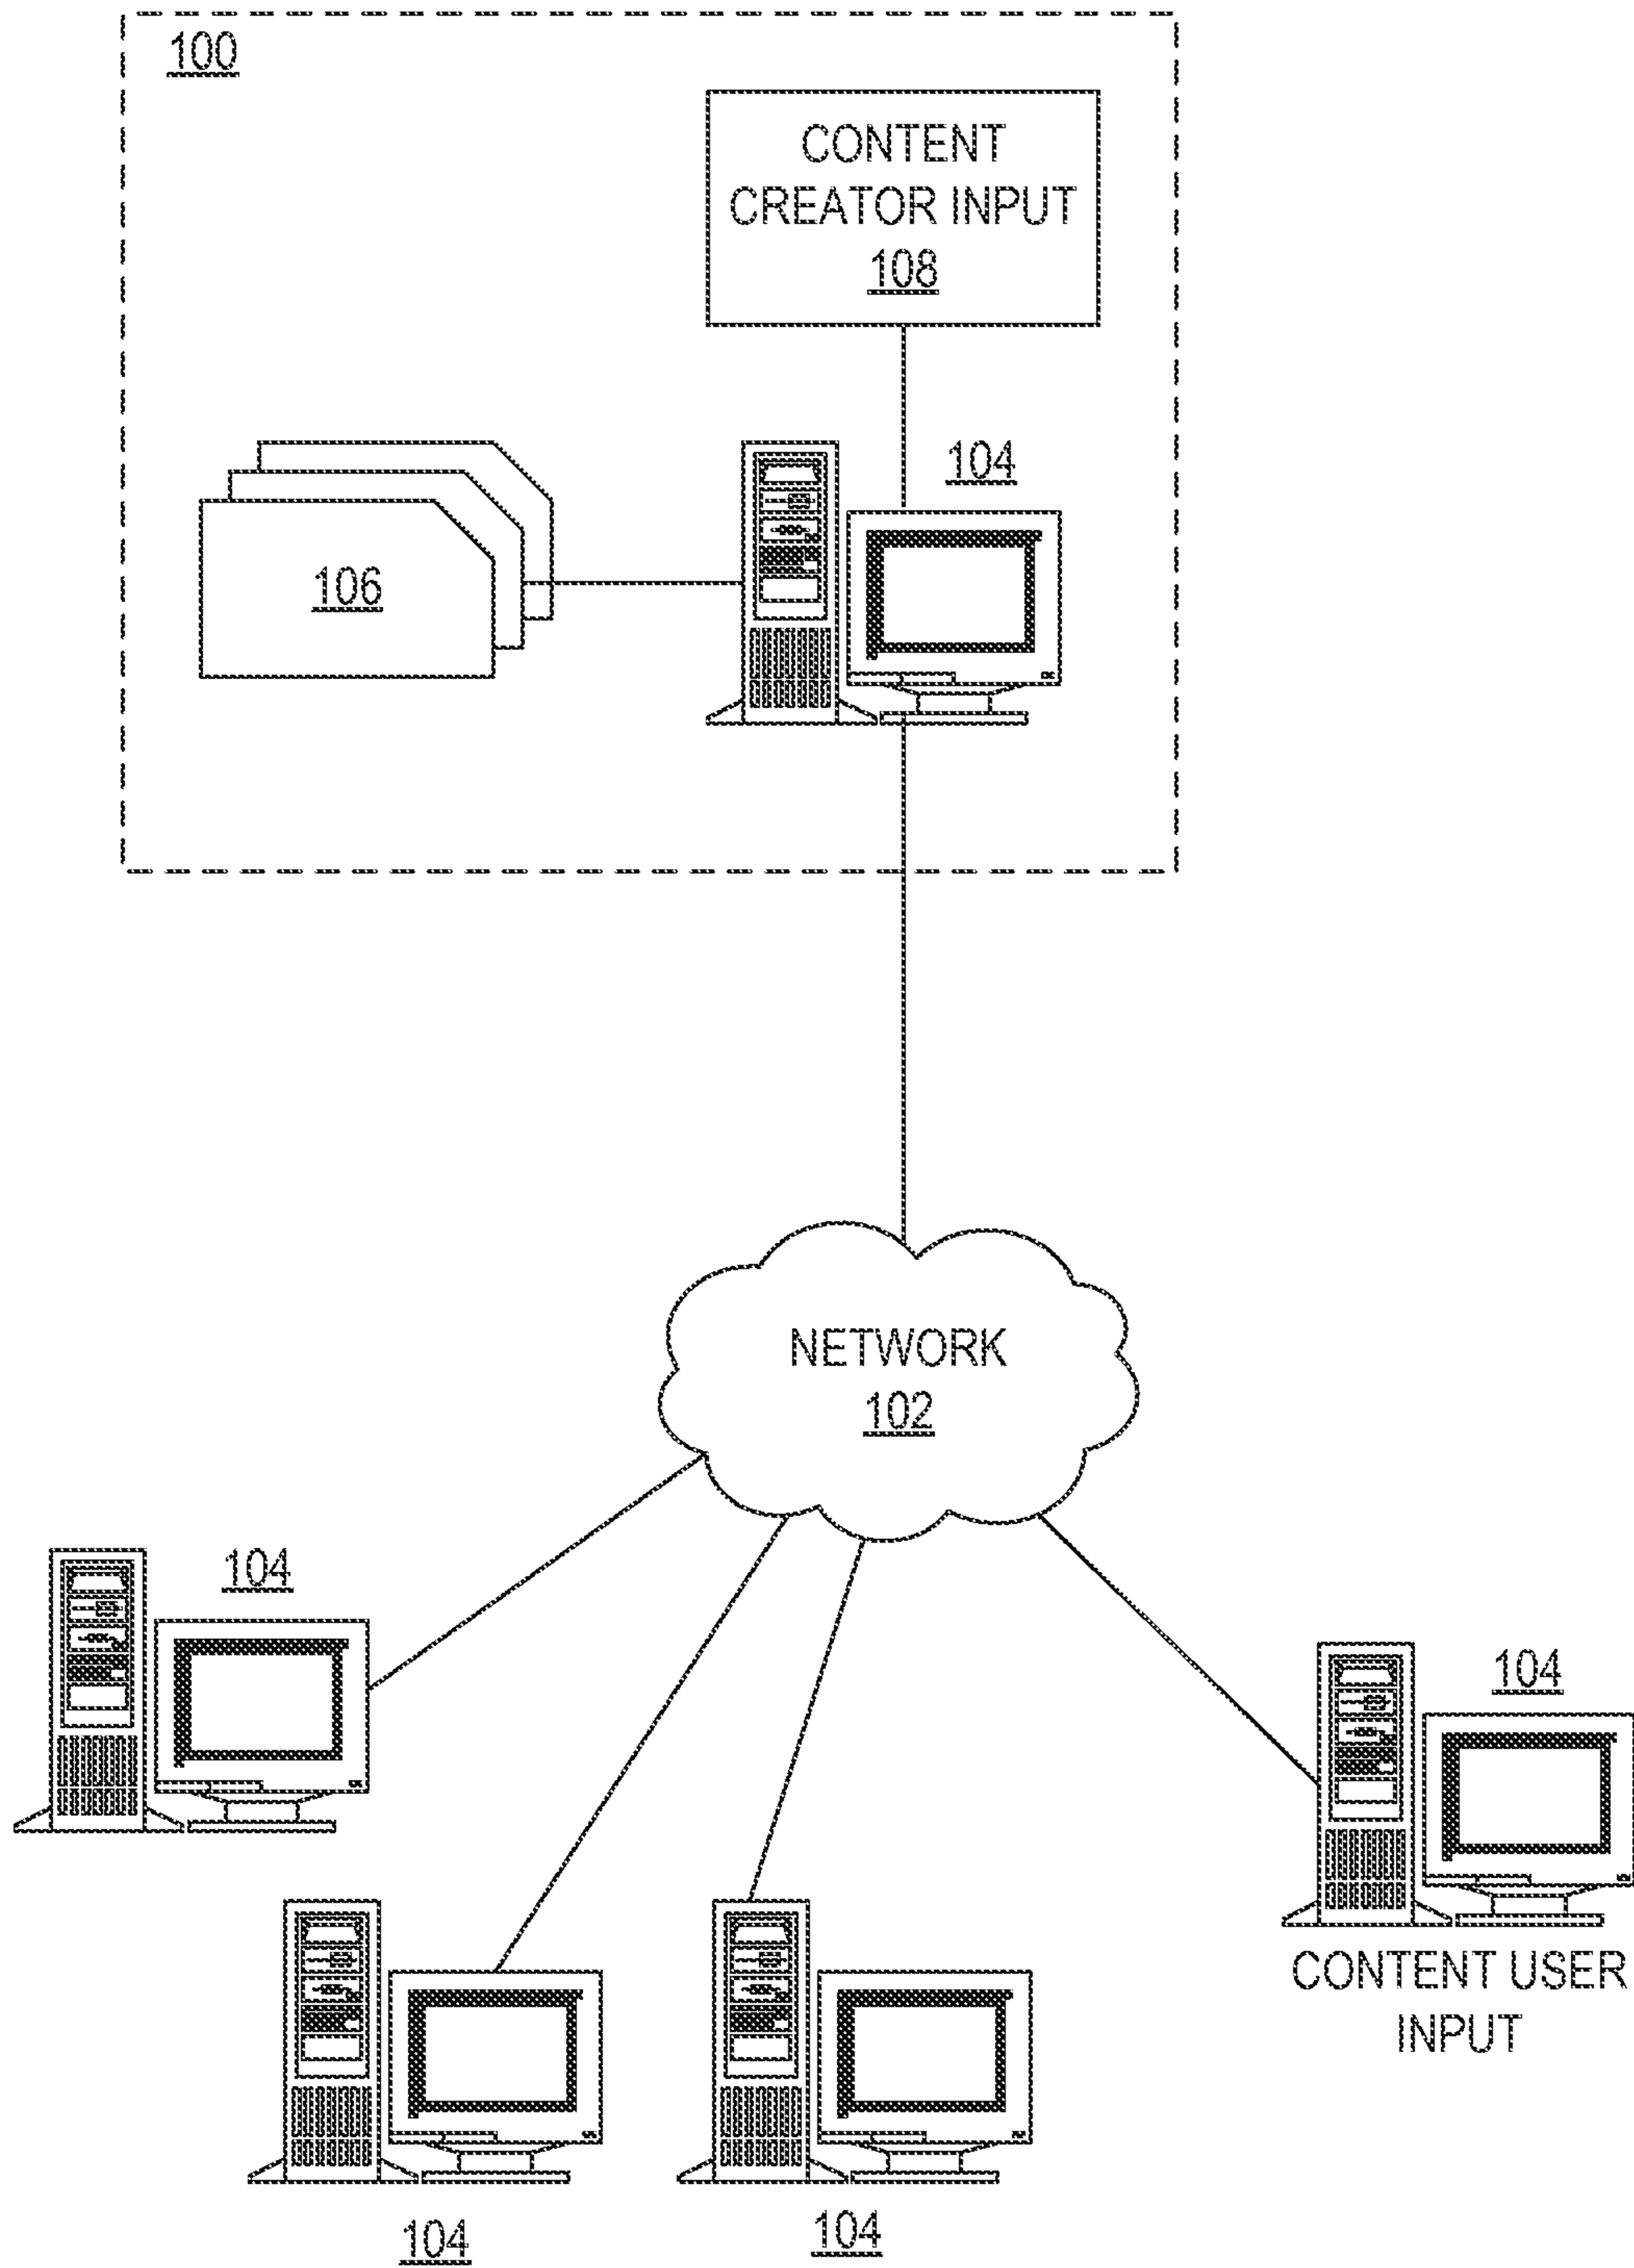 100
CONTENT
CREATOR INPUT
108
104
106
NETWORK
102
104
104
CONTENT USER
INPUT
104
104